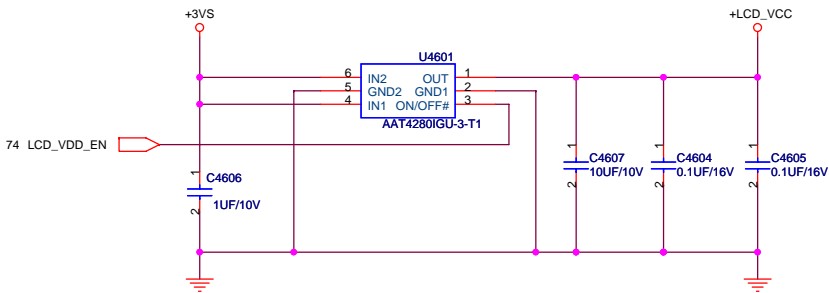 +3VS
+LCD_VCC
U4601
6 IN2 OUT 1
5 GND2 GND1 2
4 IN1 ON/OFF# 3
AAT4280IGU-3-T1
74 LCD_VDD_EN
1
C4606
1UF/10V
2
1
C4607
10UF/10V
2
1
C4604
0.1UF/16V
2
1
C4605
0.1UF/16V
2